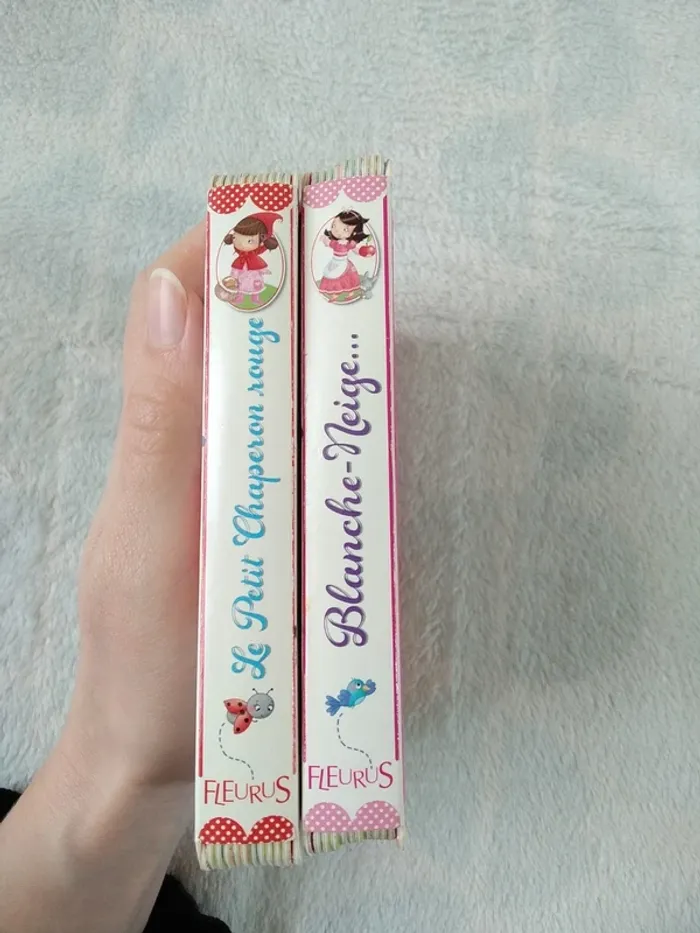 Le Petit Chaperon rouge
FLEURUS
Blanche-Neige...
FLEURUS